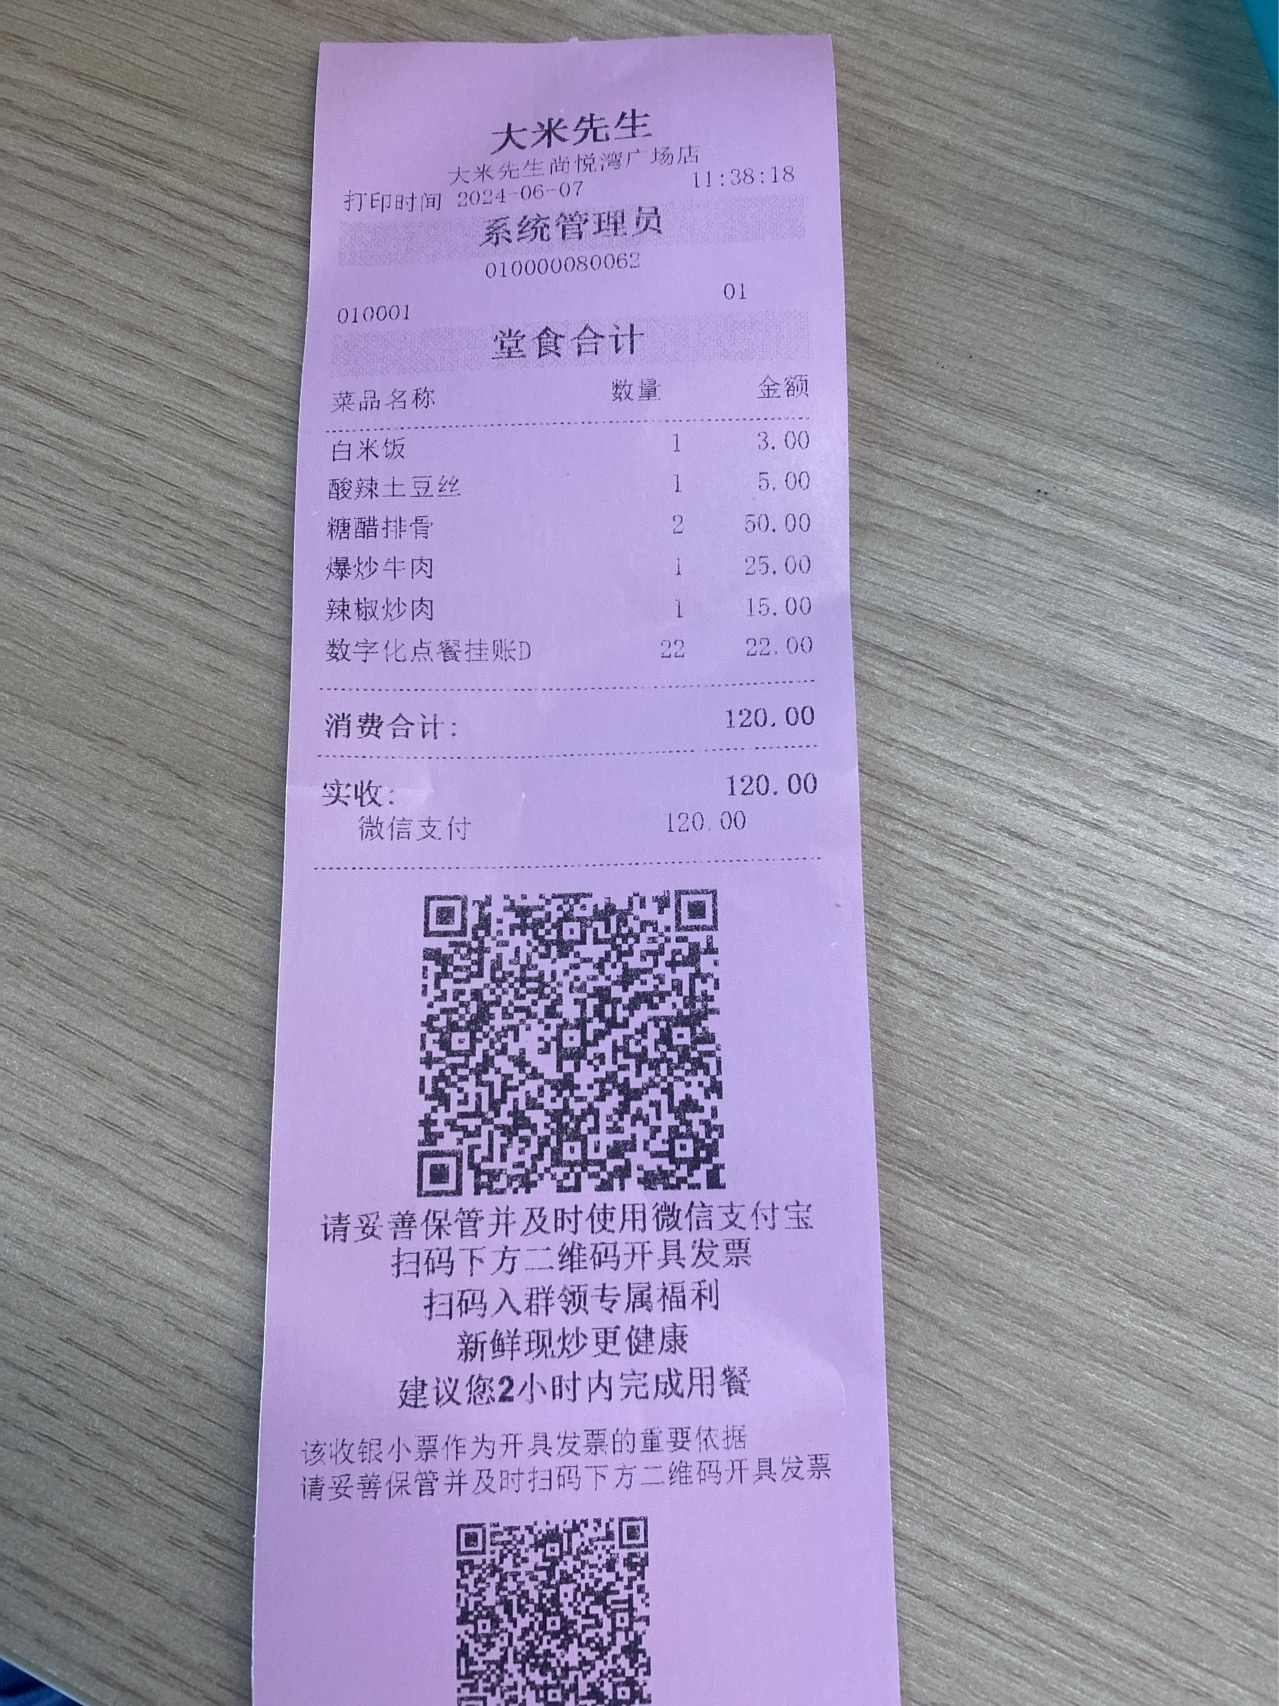 大米先生
大米先生尚悦湾广场店
打印时间 2024-06-07 11:38:18
系统管理员
010000080062
010001 01
堂食合计
菜品名称 数量 金额
白米饭 1 3.00
酸辣土豆丝 1 5.00
糖醋排骨 2 50.00
爆炒牛肉 1 25.00
辣椒炒肉 1 15.00
数字化点餐挂账D 22 22.00
消费合计: 120.00
实收: 120.00
微信支付 120.00
请妥善保管并及时使用微信支付宝
扫码下方二维码开具发票
扫码入群领专属福利
新鲜现炒更健康
建议您2小时内完成用餐
该收银小票作为开具发票的重要依据
请妥善保管并及时扫码下方二维码开具发票